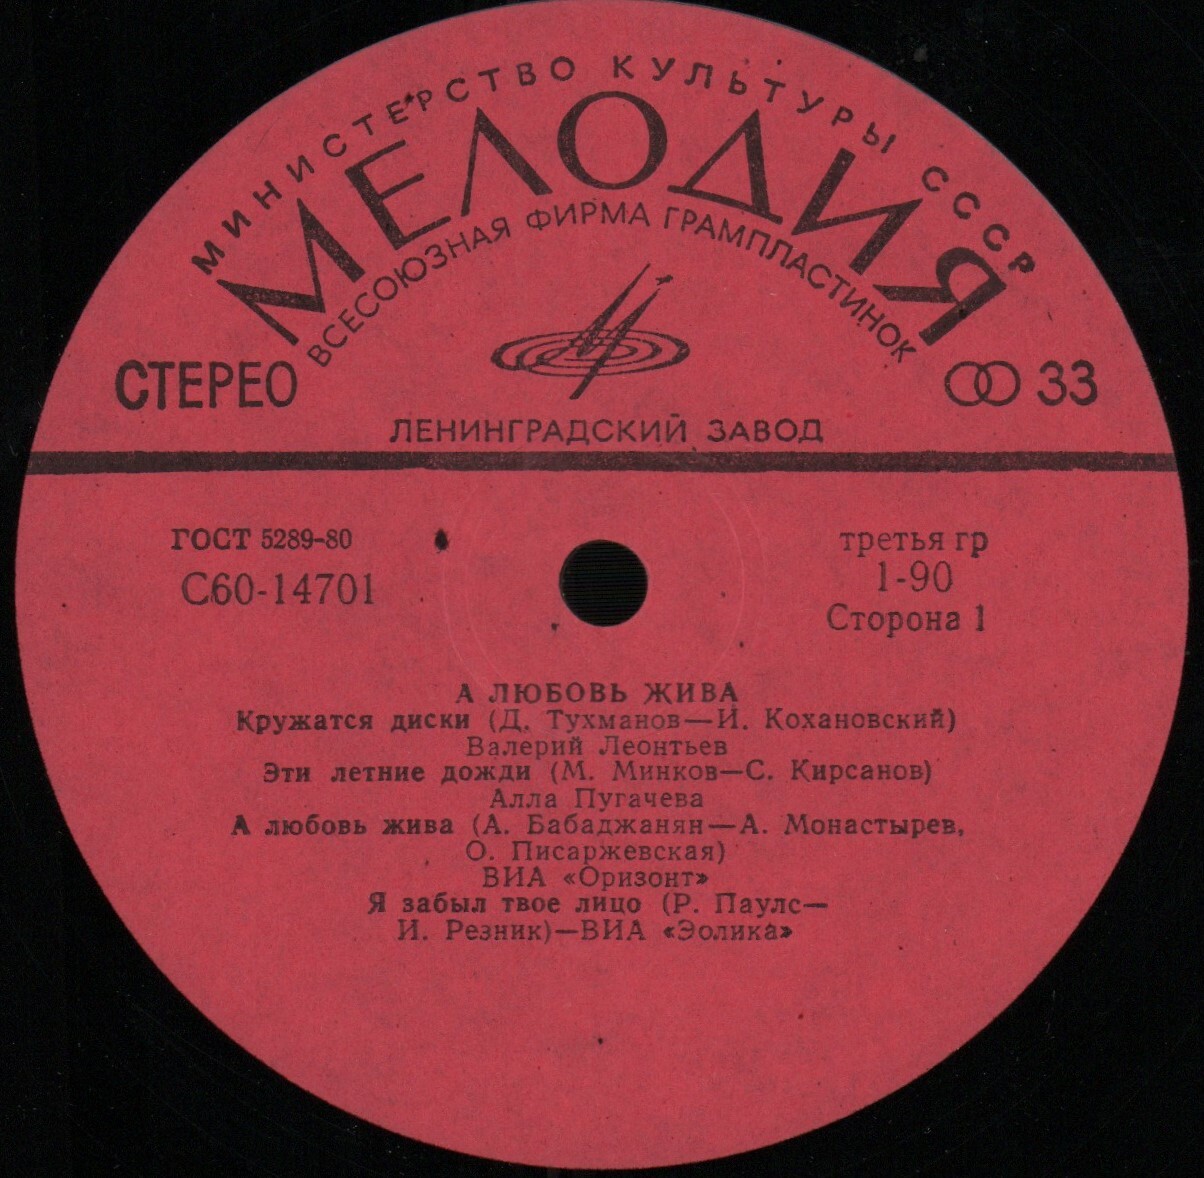 МИНИСТЕРСТВО КУЛЬТУРЫ СССР
МЕЛОДИЯ
ВСЕСОЮЗНАЯ ФИРМА ГРАМПЛАСТИНОК
СТЕРЕО
33
ЛЕНИНГРАДСКИЙ ЗАВОД
ГОСТ 5289-80
третья гр
С60-14701
1-90
Сторона 1
А ЛЮБОВЬ ЖИВА
Кружатся диски (Д. Тухманов—И. Кохановский)
Валерий Леонтьев
Эти летние дожди (М. Минков—С. Кирсанов)
Алла Пугачева
А любовь жива (А. Бабаджанян—А. Монастырев,
О. Писаржевская)
ВИА «Оризонт»
Я забыл твое лицо (Р. Паулс—
И. Резник)—ВИА «Эолика»